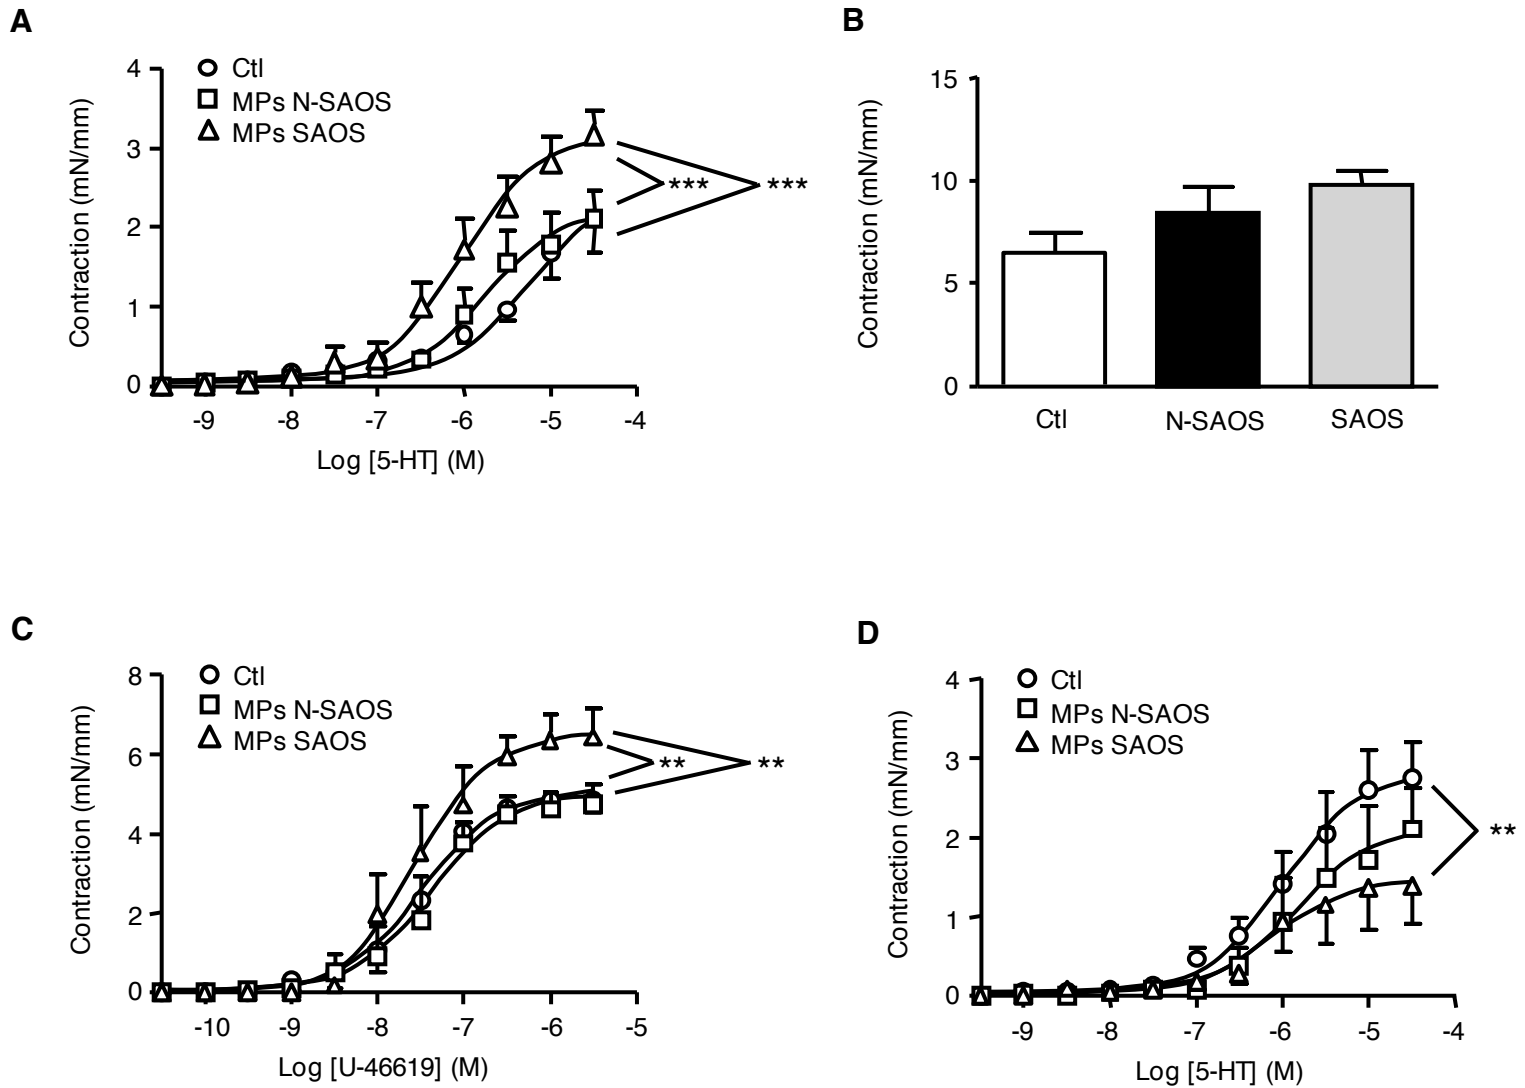 A
Ctl
MPs N-SAOS
MPs SAOS
Contraction (mN/mm)
4
3
2
1
0
***
***
-9
-8
-7
-6
-5
-4
Log [5-HT] (M)
B
Contraction (mN/mm)
15
10
5
0
Ctl
N-SAOS
SAOS
C
Ctl
MPs N-SAOS
MPs SAOS
Contraction (mN/mm)
8
6
4
2
0
**
**
-10
-9
-8
-7
-6
-5
Log [U-46619] (M)
D
Ctl
MPs N-SAOS
MPs SAOS
Contraction (mN/mm)
4
3
2
1
0
**
-9
-8
-7
-6
-5
-4
Log [5-HT] (M)